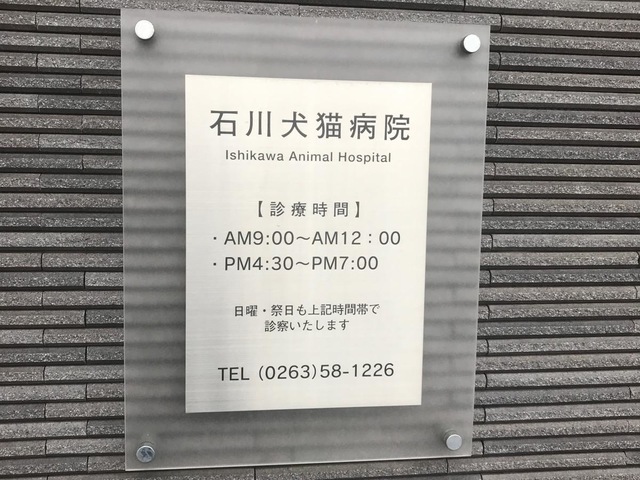 石川犬猫病院
Ishikawa Animal Hospital
【診療時間】
・AM9:00～AM12：00
・PM4:30～PM7:00
日曜・祭日も上記時間帯で
診察いたします
TEL (0263)58-1226